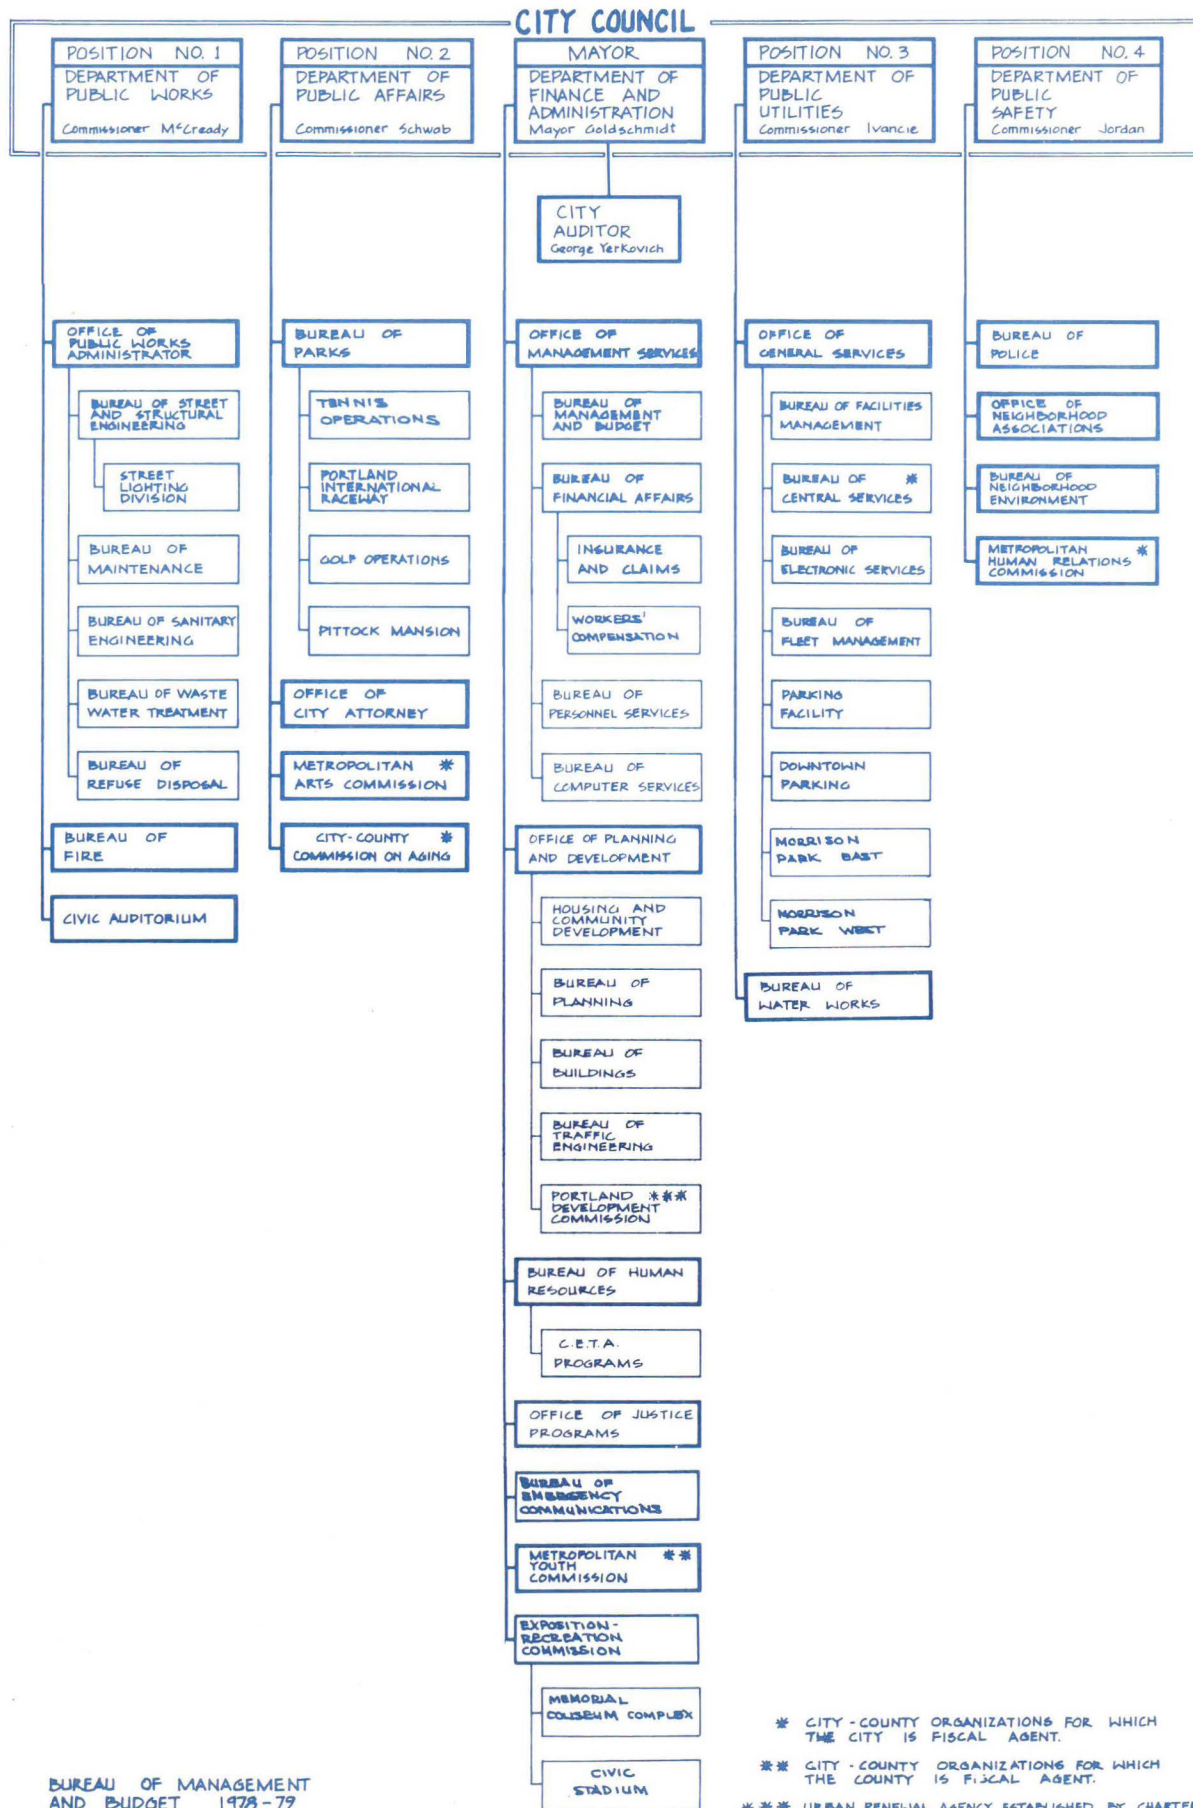 CITY COUNCIL
POSITION NO. 1
DEPARTMENT OF
PUBLIC WORKS
Commissioner McCready
POSITION NO. 2
DEPARTMENT OF
PUBLIC AFFAIRS
Commissioner Schwab
MAYOR
DEPARTMENT OF
FINANCE AND
ADMINISTRATION
Mayor Goldschmidt
POSITION NO. 3
DEPARTMENT OF
PUBLIC
UTILITIES
Commissioner Ivancie
POSITION NO. 4
DEPARTMENT OF
PUBLIC
SAFETY
Commissioner Jordan
CITY
AUDITOR
George Yerkovich
OFFICE OF
PUBLIC WORKS
ADMINISTRATOR
BUREAU OF STREET
AND STRUCTURAL
ENGINEERING
STREET
LIGHTING
DIVISION
BUREAU OF
MAINTENANCE
BUREAU OF SANITARY
ENGINEERING
BUREAU OF WASTE
WATER TREATMENT
BUREAU OF
REFUSE DISPOSAL
BUREAU OF
FIRE
CIVIC AUDITORIUM
BUREAU OF
PARKS
TENNIS
OPERATIONS
PORTLAND
INTERNATIONAL
RACEWAY
GOLF OPERATIONS
PITTOCK MANSION
OFFICE OF
CITY ATTORNEY
METROPOLITAN *
ARTS COMMISSION
CITY-COUNTY *
COMMISSION ON AGING
OFFICE OF
MANAGEMENT SERVICES
BUREAU OF
MANAGEMENT
AND BUDGET
BUREAU OF
FINANCIAL AFFAIRS
INSURANCE
AND CLAIMS
WORKERS'
COMPENSATION
BUREAU OF
PERSONNEL SERVICES
BUREAU OF
COMPUTER SERVICES
OFFICE OF PLANNING
AND DEVELOPMENT
HOUSING AND
COMMUNITY
DEVELOPMENT
BUREAU OF
PLANNING
BUREAU OF
BUILDINGS
BUREAU OF
TRAFFIC
ENGINEERING
PORTLAND ***
DEVELOPMENT
COMMISSION
BUREAU OF HUMAN
RESOURCES
C.E.T.A.
PROGRAMS
OFFICE OF JUSTICE
PROGRAMS
BUREAU OF
EMERGENCY
COMMUNICATIONS
METROPOLITAN **
YOUTH
COMMISSION
EXPOSITION-
RECREATION
COMMISSION
MEMORIAL
COLISEUM COMPLEX
CIVIC
STADIUM
OFFICE OF
GENERAL SERVICES
BUREAU OF FACILITIES
MANAGEMENT
BUREAU OF *
CENTRAL SERVICES
BUREAU OF
ELECTRONIC SERVICES
BUREAU OF
FLEET MANAGEMENT
PARKING
FACILITY
DOWNTOWN
PARKING
MORRISON
PARK EAST
MORRISON
PARK WEST
BUREAU OF
WATER WORKS
BUREAU OF
POLICE
OFFICE OF
NEIGHBORHOOD
ASSOCIATIONS
BUREAU OF
NEIGHBORHOOD
ENVIRONMENT
METROPOLITAN *
HUMAN RELATIONS
COMMISSION
* CITY-COUNTY ORGANIZATIONS FOR WHICH
THE CITY IS FISCAL AGENT.
** CITY-COUNTY ORGANIZATIONS FOR WHICH
THE COUNTY IS FISCAL AGENT.
*** URBAN RENEWAL AGENCY ESTABLISHED BY CHARTER
BUREAU OF MANAGEMENT
AND BUDGET 1978-79